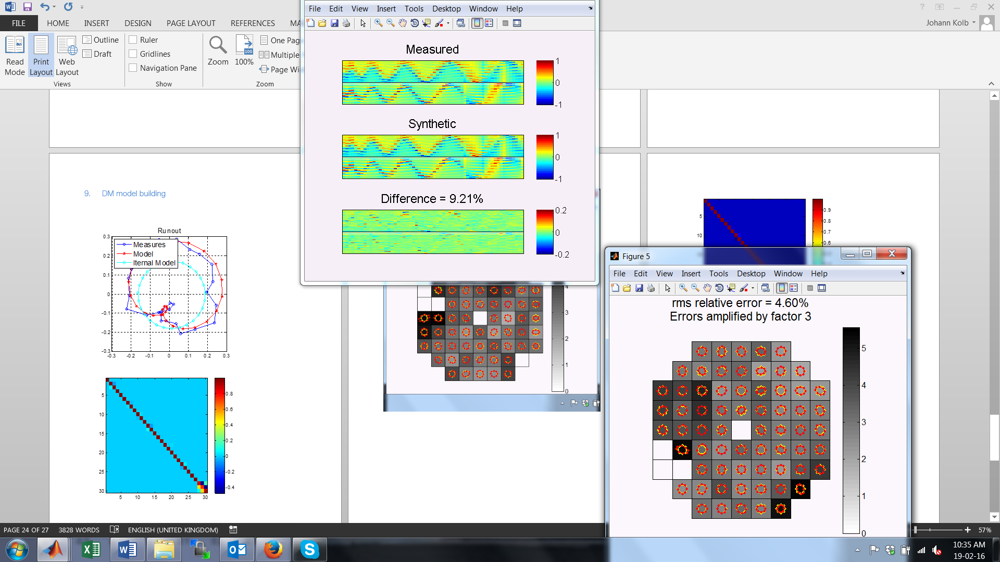 Johann Kolb
FILE HOME INSERT DESIGN PAGE LAYOUT REFERENCES MA
Read Mode
Print Layout
Web Layout
Outline
Draft
Views
Ruler
Gridlines
Navigation Pane
Show
Zoom
100
100%
One Pag
Multiple
Page Wi
Zoom
File Edit View Insert Tools Desktop Window Help
Measured
1
0
-1
Synthetic
1
0
-1
Difference = 9.21%
0.2
0
-0.2
9. DM model building
Runout
Measures
Model
Iternal Model
0.3
0.2
0.1
0
-0.1
-0.2
-0.3
-0.3 -0.2 -0.1 0 0.1 0.2 0.3
5
10
15
20
25
30
5 10 15 20 25 30
0.8
0.6
0.4
0.2
0
-0.2
-0.4
4
3
2
1
0
5
10
0.9
0.8
0.7
0.6
Figure 5
File Edit View Insert Tools Desktop Window Help
rms relative error = 4.60%
Errors amplified by factor 3
5
4
3
2
1
0
PAGE 24 OF 27 3828 WORDS ENGLISH (UNITED KINGDOM)
57%
10:35 AM
19-02-16